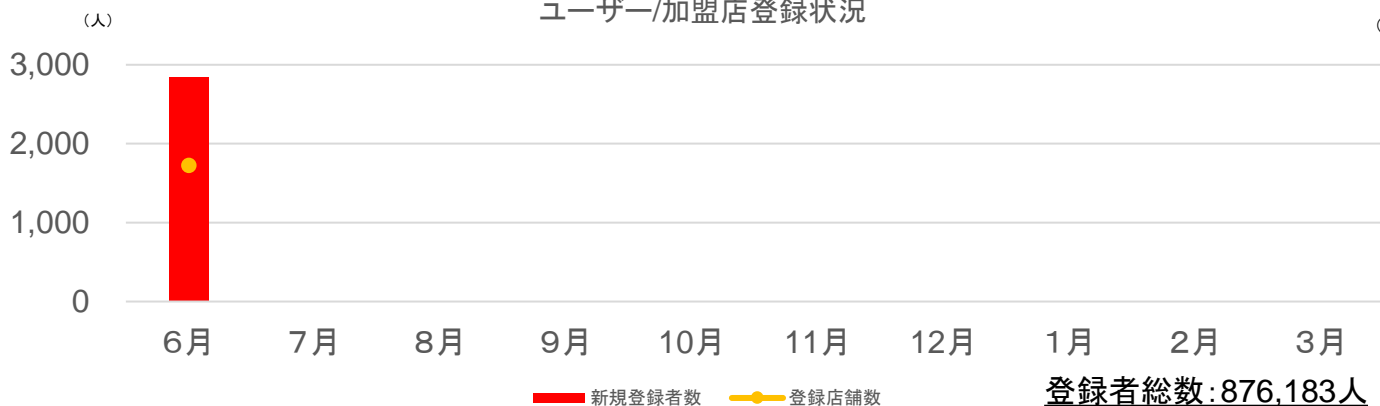 ユーザー/加盟店登録状況
（人）
（
3,000
2,000
1,000
0
6月 7月 8月 9月 10月 11月 12月 1月 2月 3月
新規登録者数 登録店舗数
登録者総数：876,183人